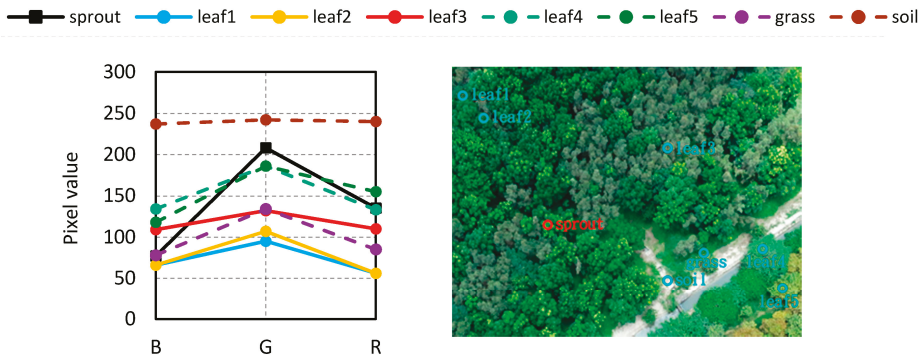 sprout leaf1 leaf2 leaf3 leaf4 leaf5 grass soil
300
250
200
150
100
50
0
Pixel value
B G R
leaf1
leaf2
leaf3
sprout
grass
leaf4
soil
leaf5